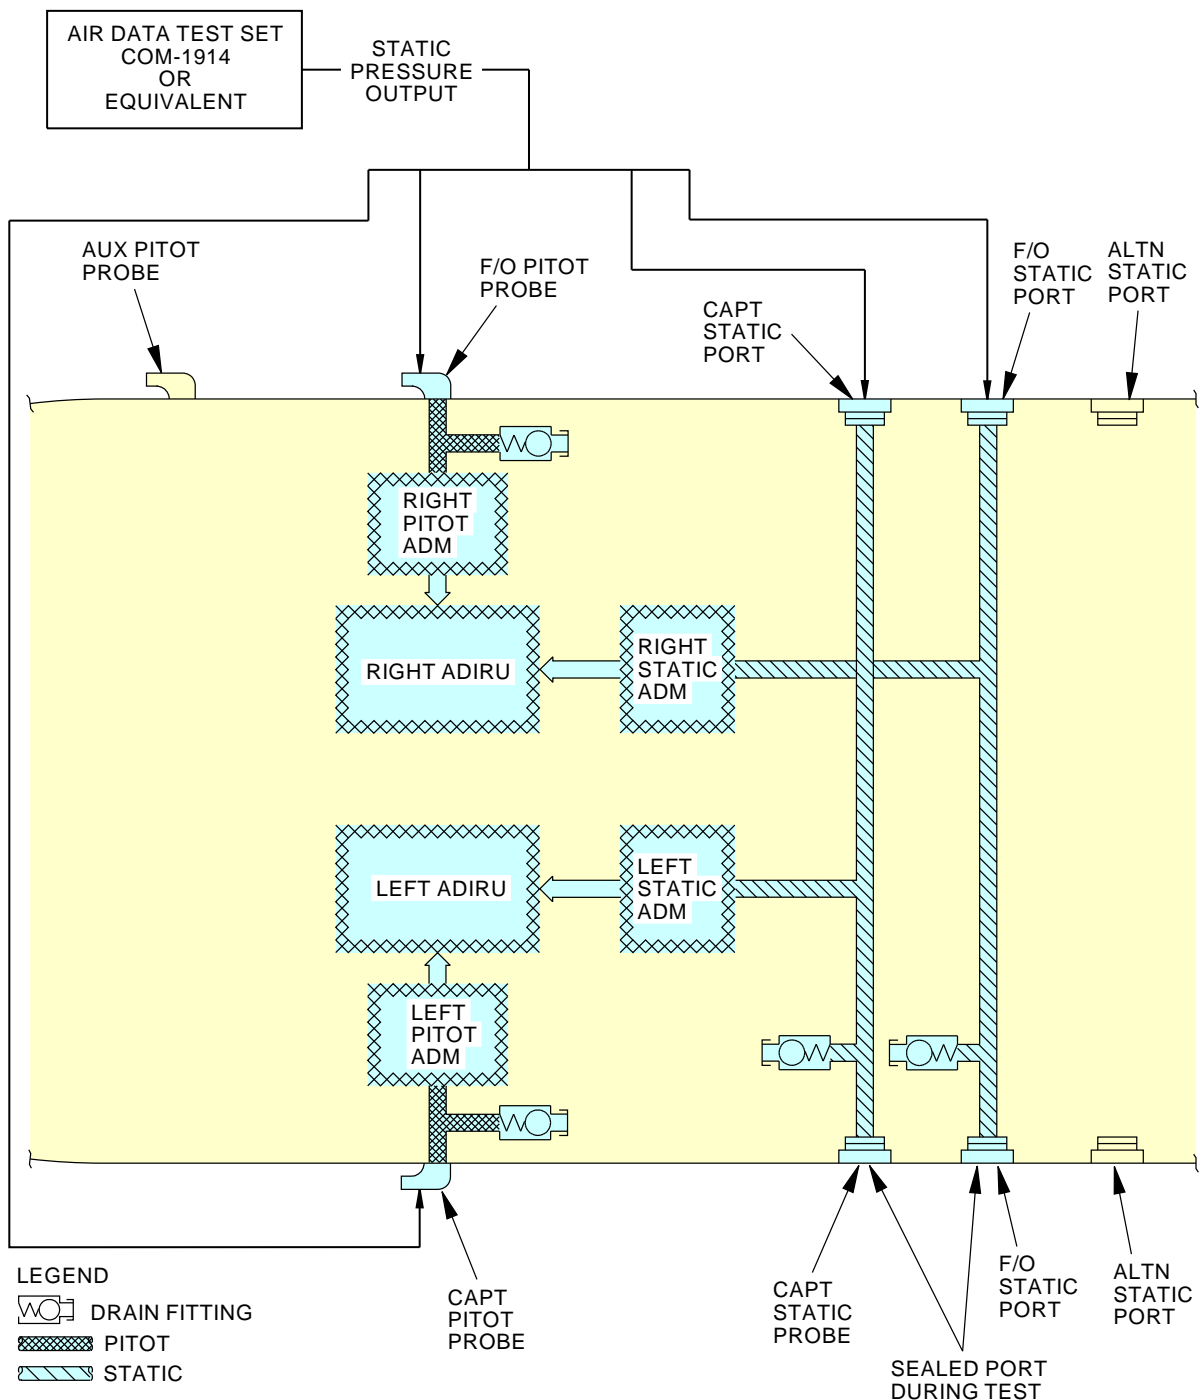 AIR DATA TEST SET
COM-1914
OR
EQUIVALENT
STATIC
PRESSURE
OUTPUT
AUX PITOT
PROBE
F/O PITOT
PROBE
CAPT
STATIC
PORT
F/O
STATIC
PORT
ALTN
STATIC
PORT
RIGHT
PITOT
ADM
RIGHT ADIRU
RIGHT
STATIC
ADM
LEFT ADIRU
LEFT
STATIC
ADM
LEFT
PITOT
ADM
LEGEND
DRAIN FITTING
PITOT
STATIC
CAPT
PITOT
PROBE
CAPT
STATIC
PROBE
F/O
STATIC
PORT
ALTN
STATIC
PORT
SEALED PORT
DURING TEST